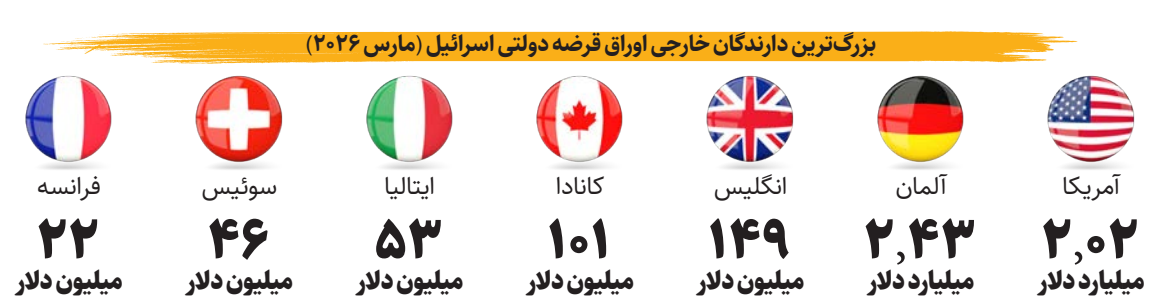 بزرگ‌ترین دارندگان خارجی اوراق قرضه دولتی اسرائیل (مارس ۲۰۲۶)
آمریکا آلمان انگلیس کانادا ایتالیا سوئیس فرانسه
۲,۰۲ ۲,۴۳ ۱۴۹ ۱۰۱ ۵۳ ۴۶ ۲۲
میلیارد دلار میلیارد دلار میلیون دلار میلیون دلار میلیون دلار میلیون دلار میلیون دلار